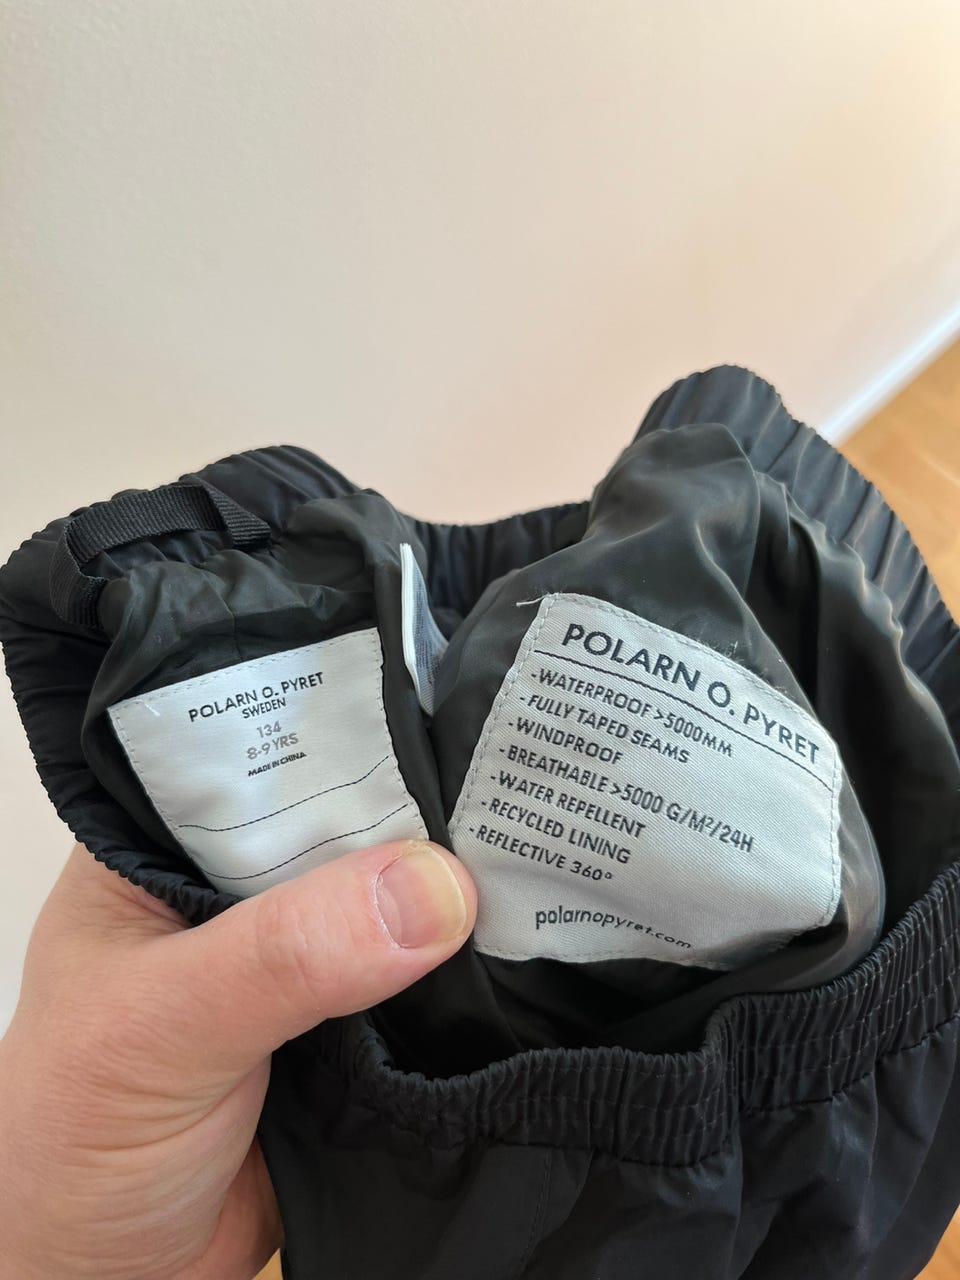 POLARN O. PYRET
SWEDEN
134
8-9 YRS
MADE IN CHINA
POLARN O. PYRET
-WATERPROOF >5000MM
- FULLY TAPED SEAMS
- WINDPROOF
- BREATHABLE >5000 G/M²/24H
- WATER REPELLENT
- RECYCLED LINING
- REFLECTIVE 360°
polarnopyret.com